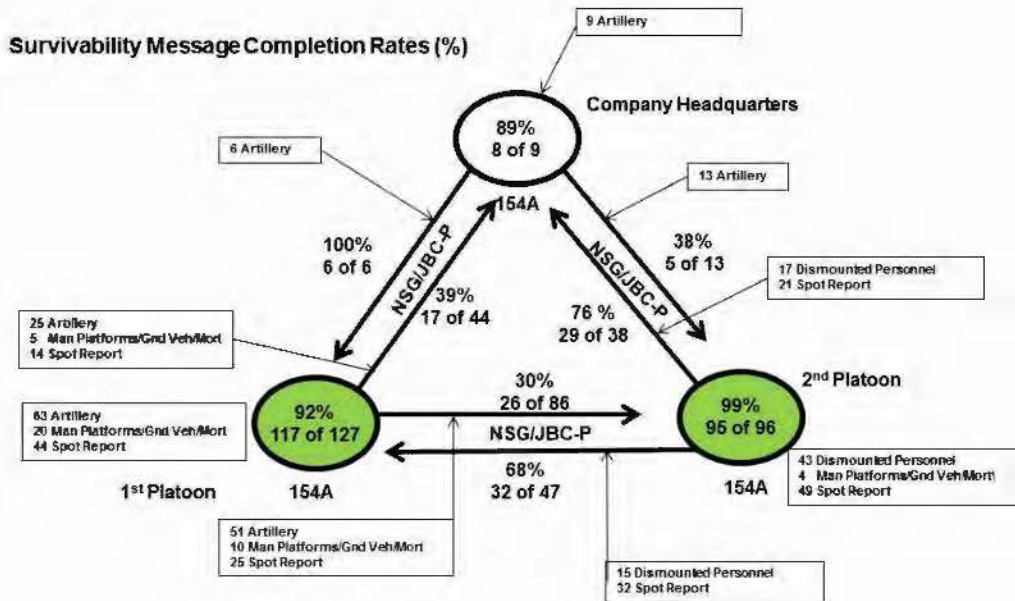 9 Artillery
Survivability Message Completion Rates (%)
Company Headquarters
89%
8 of 9
6 Artillery
13 Artillery
154A
100%
6 of 6
NSG/JBC-P
39%
17 of 44
NSG/JBC-P
38%
5 of 13
17 Dismounted Personnel
21 Spot Report
76 %
29 of 38
25 Artillery
5 Man Platforms/Gnd Veh/Mort
14 Spot Report
63 Artillery
20 Man Platforms/Gnd Veh/Mort
44 Spot Report
92%
117 of 127
30%
26 of 86
NSG/JBC-P
68%
32 of 47
2nd Platoon
99%
95 of 96
43 Dismounted Personnel
4 Man Platforms/Gnd Veh/Mort\
49 Spot Report
1st Platoon
154A
154A
51 Artillery
10 Man Platforms/Gnd Veh/Mort
25 Spot Report
15 Dismounted Personnel
32 Spot Report